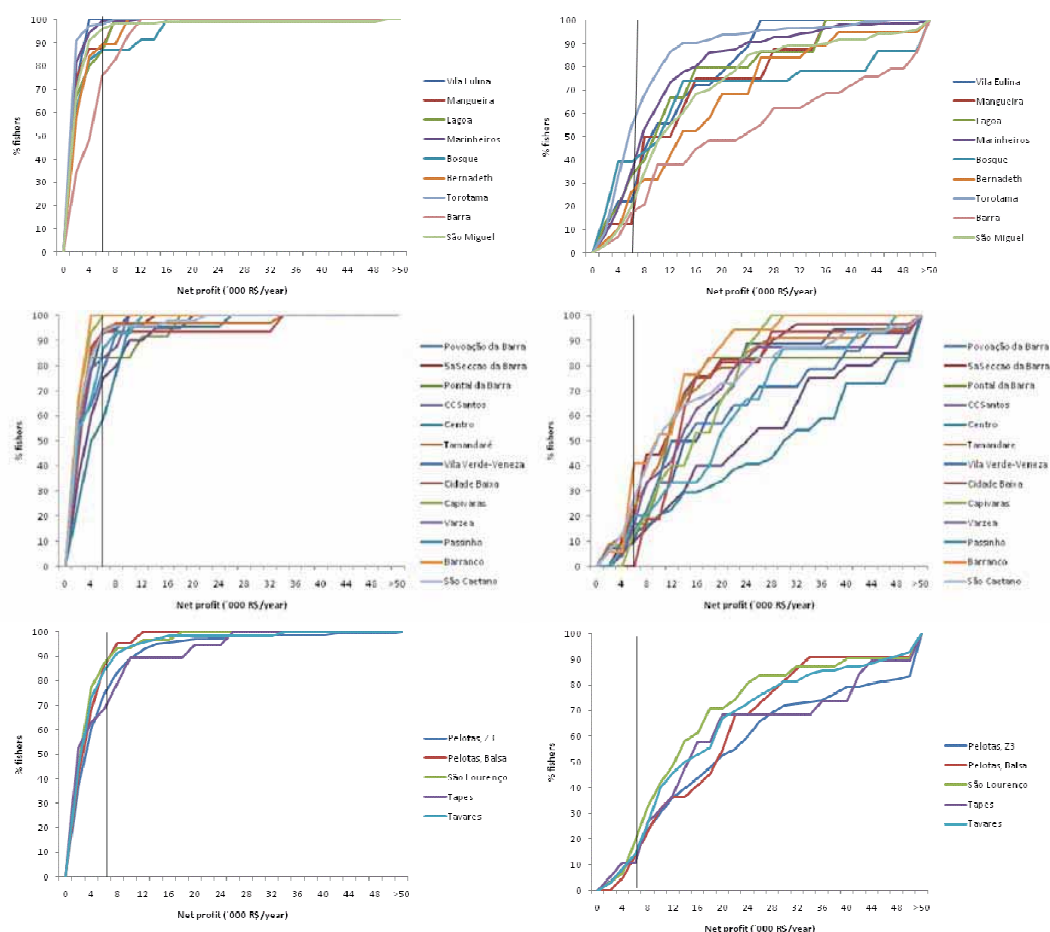 100
90
80
70
60
50
40
30
20
10
0
% fishers
0 4 8 12 16 20 24 28 32 36 40 44 48 >50
Net profit (´000 R$/year)
Vila Eulina
Mangueira
Lagoa
Marinheiros
Bosque
Bernadeth
Torotama
Barra
São Miguel
100
90
80
70
60
50
40
30
20
10
0
% fishers
0 4 8 12 16 20 24 28 32 36 40 44 48 >50
Net profit (´000 R$/year)
Vila Eulina
Mangueira
Lagoa
Marinheiros
Bosque
Bernadeth
Torotama
Barra
São Miguel
100
90
80
70
60
50
40
30
20
10
0
% fishers
0 4 8 12 16 20 24 28 32 36 40 44 48 >50
Net profit (´000 R$/year)
Povoação da Barra
5aSeccao da Barra
Pontal da Barra
CCSantos
Centro
Tamandaré
Vila Verde-Veneza
Cidade Baixa
Capivaras
Varzea
Passinho
Barranco
São Caetano
100
90
80
70
60
50
40
30
20
10
0
% fishers
0 4 8 12 16 20 24 28 32 36 40 44 48 >50
Net profit (´000 R$/year)
Povoação da Barra
5aSeccao da Barra
Pontal da Barra
CCSantos
Centro
Tamandaré
Vila Verde-Veneza
Cidade Baixa
Capivaras
Varzea
Passinho
Barranco
São Caetano
100
90
80
70
60
50
40
30
20
10
0
% fishers
0 4 8 12 16 20 24 28 32 36 40 44 48 >50
Net profit (´000 R$/year)
Pelotas, Z3
Pelotas, Balsa
São Lourenço
Tapes
Tavares
100
90
80
70
60
50
40
30
20
10
0
% fishers
0 4 8 12 16 20 24 28 32 36 40 44 48 >50
Net profit (´000 R$/year)
Pelotas, Z3
Pelotas, Balsa
São Lourenço
Tapes
Tavares